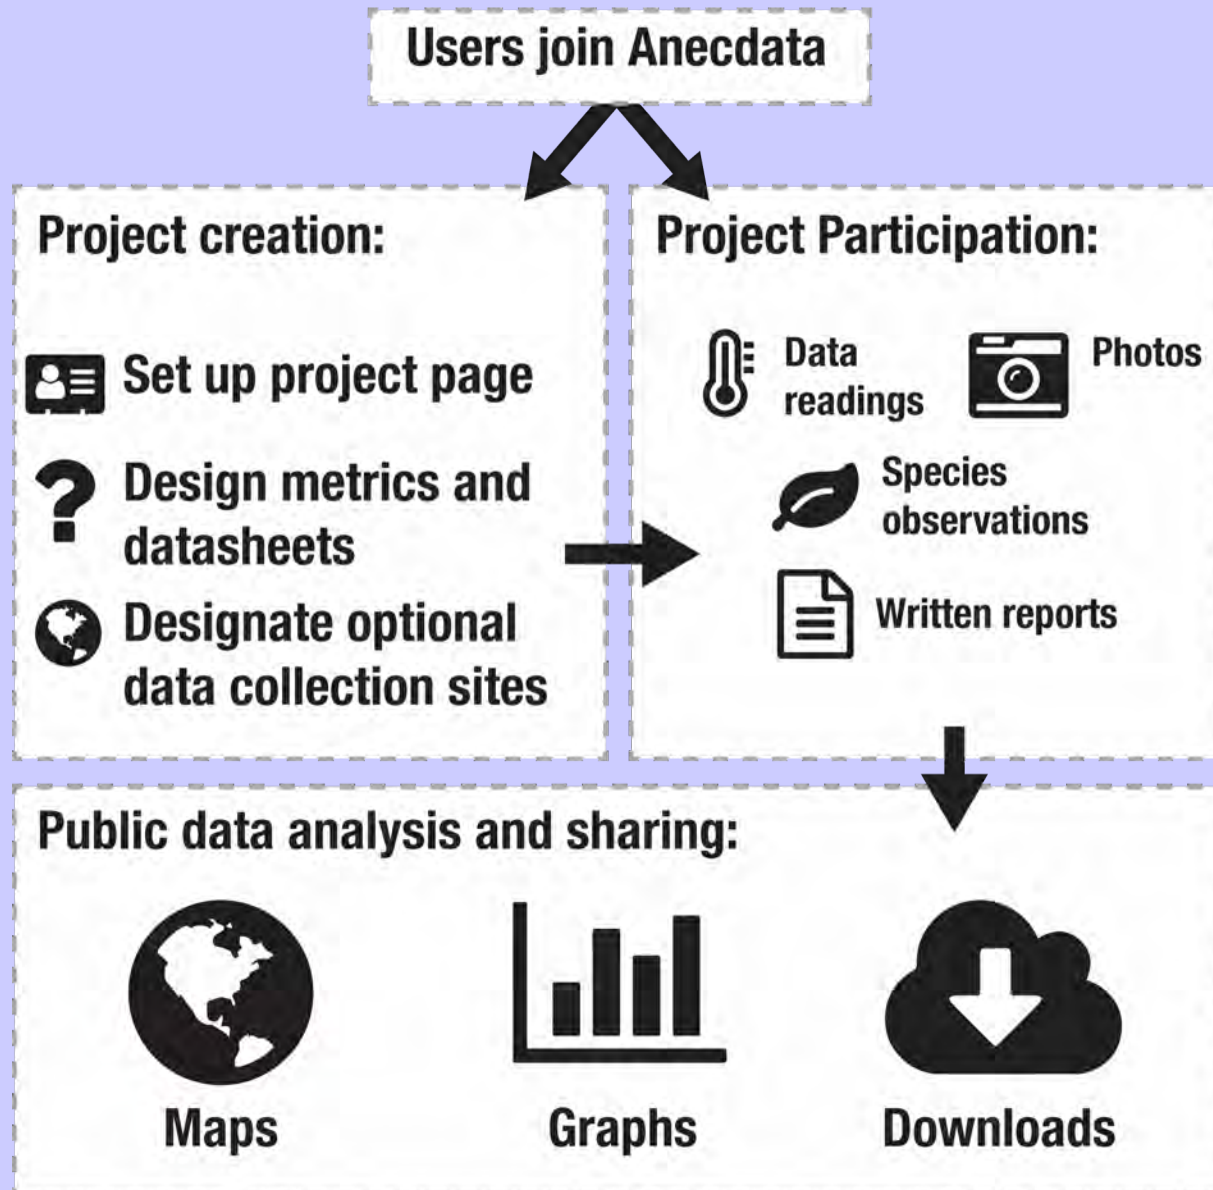 Users join Anecdata
Project creation:
Set up project page
Design metrics and
datasheets
Designate optional
data collection sites
Project Participation:
Data
readings
Photos
Species
observations
Written reports
Public data analysis and sharing:
Maps
Graphs
Downloads